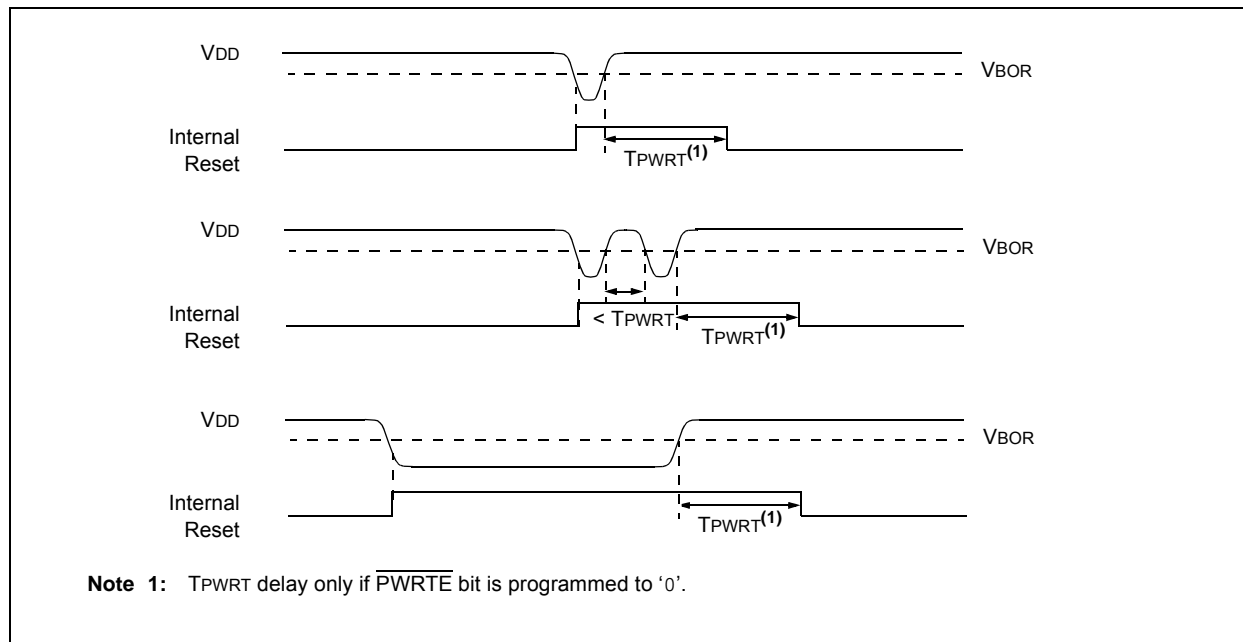 VDD
VBOR
Internal
Reset
TPWRT(1)
VDD
VBOR
Internal
Reset
< TPWRT
TPWRT(1)
VDD
VBOR
Internal
Reset
TPWRT(1)
Note 1: TPWRT delay only if P̅W̅R̅T̅E̅ bit is programmed to ‘0’.